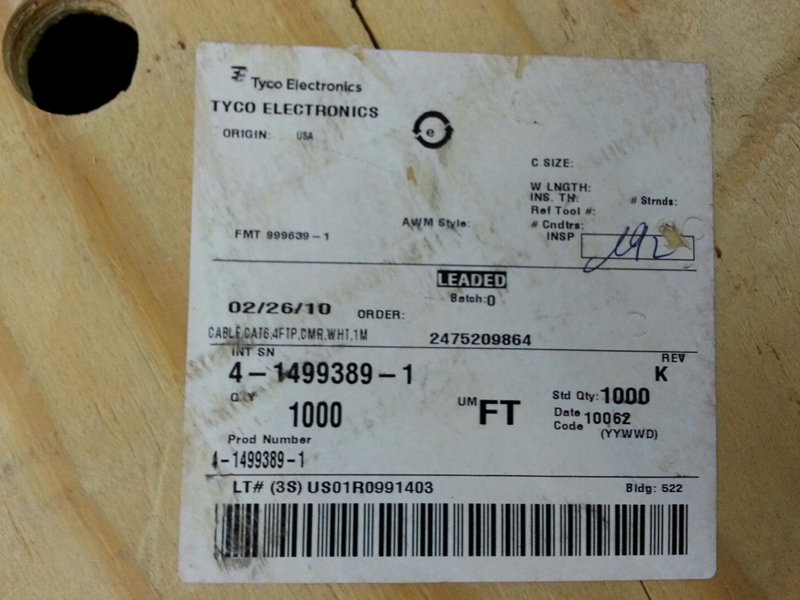 Tyco Electronics
TYCO ELECTRONICS
ORIGIN: USA
e
C SIZE:
W LNGTH:
INS. TH: # Strnds:
Ref Tool #:
AWM Style: # Cndtrs:
FMT 999639-1 INSP
LEADED
Batch:0
02/26/10 ORDER:
CABLE,CAT6,4FTP,CMR,WHT,1M 2475209864
INT SN REV
4-1499389-1 K
QTY 1000 UM FT Std Qty: 1000
Date Code 10062
(YYWWD)
Prod Number
4-1499389-1
LT# (3S) US01R0991403 Bldg: 522